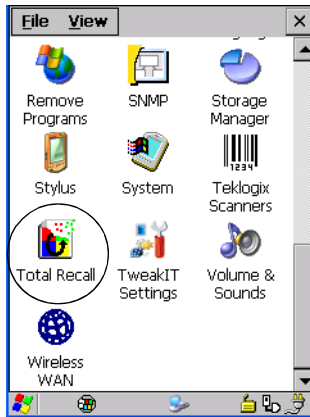 File View
Remove Programs
SNMP
Storage Manager
Stylus
System
1234
Teklogix Scanners
Total Recall
TweakIT Settings
Volume & Sounds
Wireless WAN